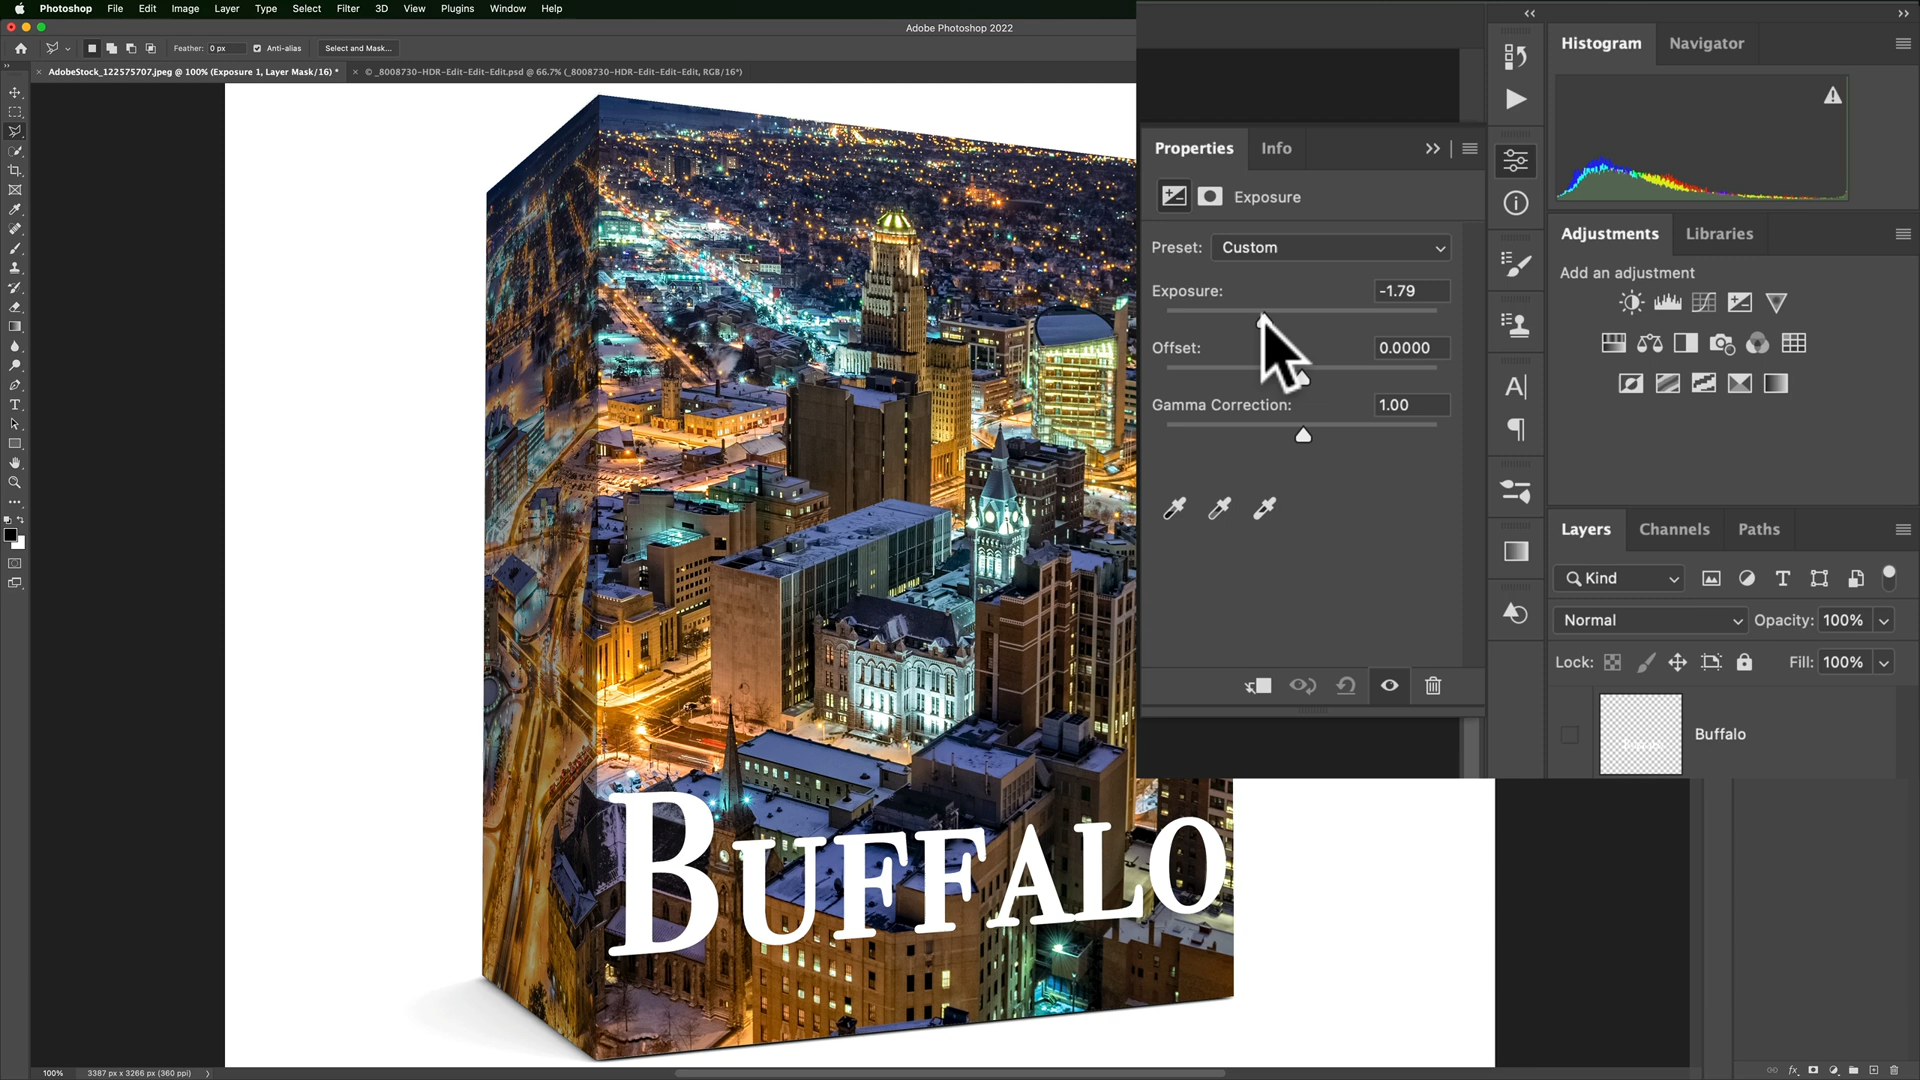 Photoshop File Edit Image Layer Type Select Filter 3D View Plugins Window Help
Adobe Photoshop 2022
Feather: 0 px Anti-alias Select and Mask...
AdobeStock_122575707.jpeg @ 100% (Exposure 1, Layer Mask/16) *
© _8008730-HDR-Edit-Edit-Edit.psd @ 66.7% (_8008730-HDR-Edit-Edit-Edit, RGB/16*)
BUFFALO
100% 3387 px x 3266 px (360 ppi)
Properties Info
Exposure
Preset: Custom
Exposure: -1.79
Offset: 0.0000
Gamma Correction: 1.00
Histogram Navigator
Adjustments Libraries
Add an adjustment
Layers Channels Paths
Kind
Normal Opacity: 100%
Lock: Fill: 100%
Buffalo